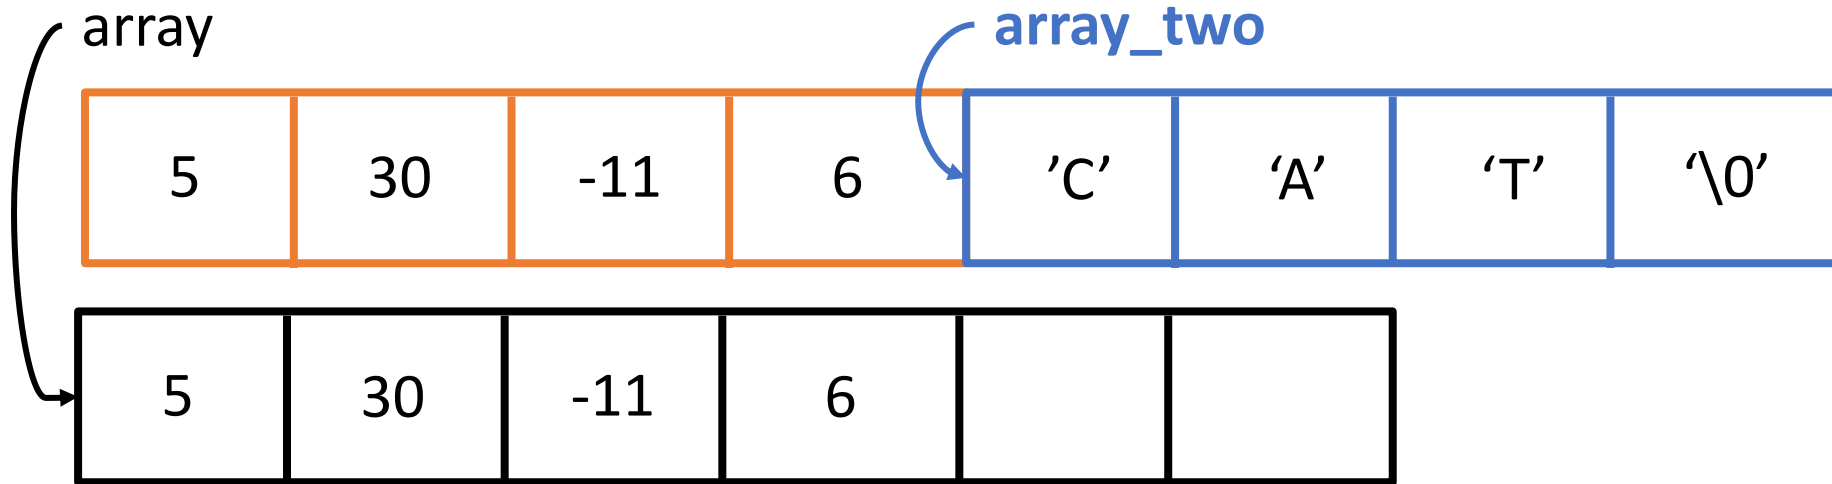 array array_two
5 30 -11 6 ’C’ ‘A’ ‘T’ ‘\0’
5 30 -11 6